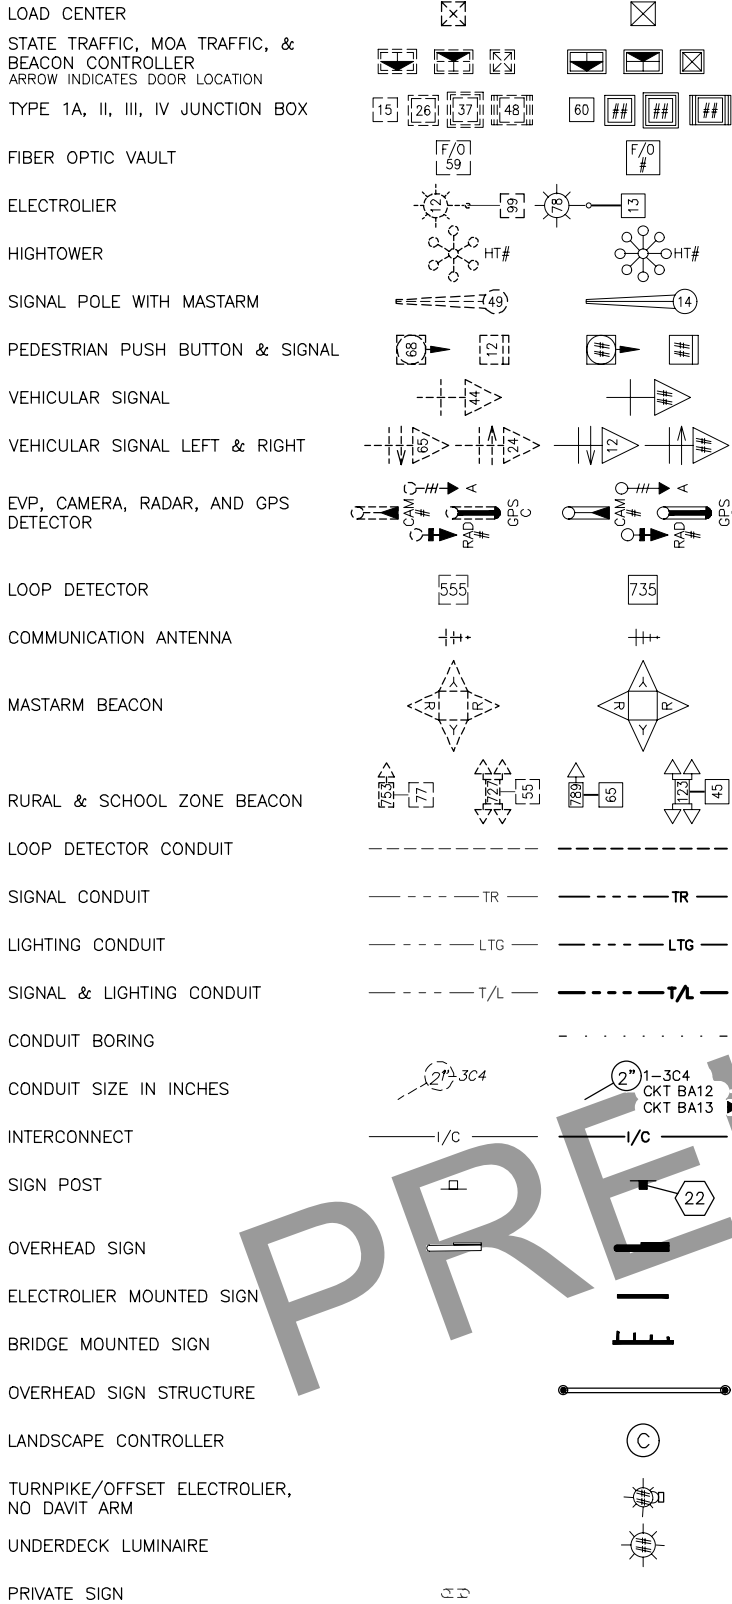 LOAD CENTER
STATE TRAFFIC, MOA TRAFFIC, &
BEACON CONTROLLER
ARROW INDICATES DOOR LOCATION
TYPE 1A, II, III, IV JUNCTION BOX 15 26 37 48 60 ## ## ##
FIBER OPTIC VAULT F/O 59 F/O #
ELECTROLIER 12 99 78 13
HIGHTOWER HT# HT#
SIGNAL POLE WITH MASTARM 49 14
PEDESTRIAN PUSH BUTTON & SIGNAL 68 12 ## ##
VEHICULAR SIGNAL 44 ##
VEHICULAR SIGNAL LEFT & RIGHT 65 24 12 ##
EVP, CAMERA, RADAR, AND GPS
DETECTOR
CAM # A RAD # GPS C CAM # A RAD # GPS
LOOP DETECTOR 555 735
COMMUNICATION ANTENNA
MASTARM BEACON Y R R Y Y R R Y
RURAL & SCHOOL ZONE BEACON 753 77 727 55 789 65 123 45
LOOP DETECTOR CONDUIT
SIGNAL CONDUIT TR TR
LIGHTING CONDUIT LTG LTG
SIGNAL & LIGHTING CONDUIT T/L T/L
CONDUIT BORING
CONDUIT SIZE IN INCHES 2" 1-3C4 2" 1-3C4
CKT BA12
CKT BA13
INTERCONNECT I/C I/C
SIGN POST 22
OVERHEAD SIGN
ELECTROLIER MOUNTED SIGN
BRIDGE MOUNTED SIGN
OVERHEAD SIGN STRUCTURE
LANDSCAPE CONTROLLER C
TURNPIKE/OFFSET ELECTROLIER, ##
NO DAVIT ARM
UNDERDECK LUMINAIRE ##
PRIVATE SIGN
PRE